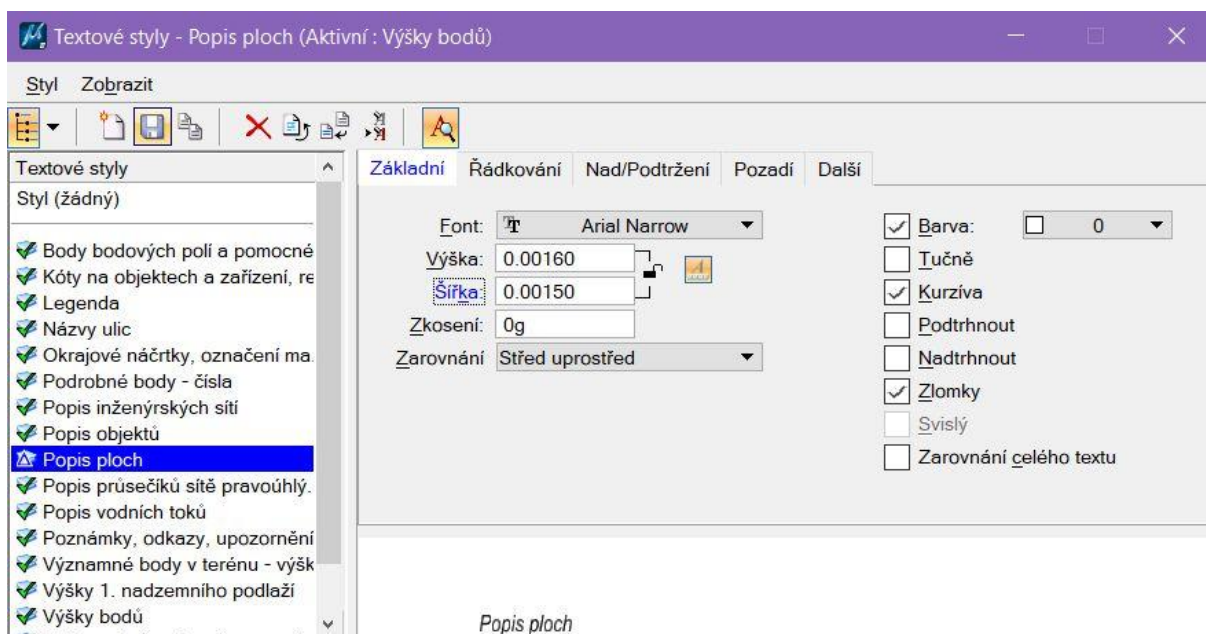 Textové styly - Popis ploch (Aktivní : Výšky bodů)
Styl Zobrazit
Textové styly
Styl (žádný)
Body bodových polí a pomocné
Kóty na objektech a zařízení, re
Legenda
Názvy ulic
Okrajové náčrtky, označení ma.
Podrobné body - čísla
Popis inženýrských sítí
Popis objektů
Popis ploch
Popis průsečíků sítě pravoúhlý.
Popis vodních toků
Poznámky, odkazy, upozornění
Významné body v terénu - výšk
Výšky 1. nadzemního podlaží
Výšky bodů
Základní Řádkování Nad/Podtržení Pozadí Další
Font: Arial Narrow
Výška: 0.00160
Šířka: 0.00150
Zkosení: 0g
Zarovnání Střed uprostřed
Barva: 0
Tučně
Kurzíva
Podtrhnout
Nadtrhnout
Zlomky
Svislý
Zarovnání celého textu
Popis ploch